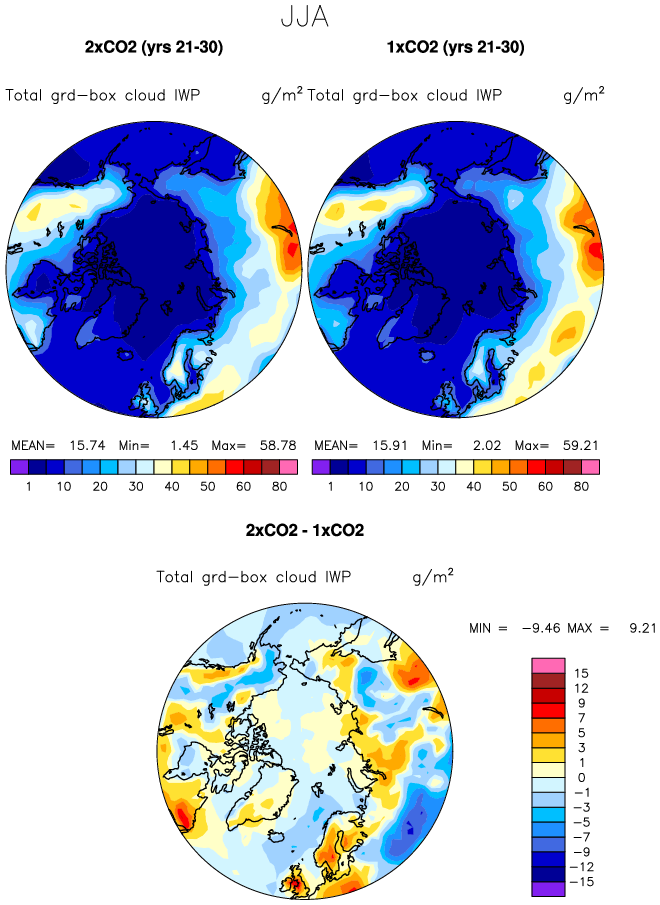 JJA
2xCO2 (yrs 21-30) 1xCO2 (yrs 21-30)
Total grd-box cloud IWP g/m² Total grd-box cloud IWP g/m²
MEAN= 15.74 Min= 1.45 Max= 58.78 MEAN= 15.91 Min= 2.02 Max= 59.21
1 10 20 30 40 50 60 80 1 10 20 30 40 50 60 80
2xCO2 - 1xCO2
Total grd-box cloud IWP g/m²
MIN = -9.46 MAX = 9.21
15
12
9
7
5
3
1
0
-1
-3
-5
-7
-9
-12
-15